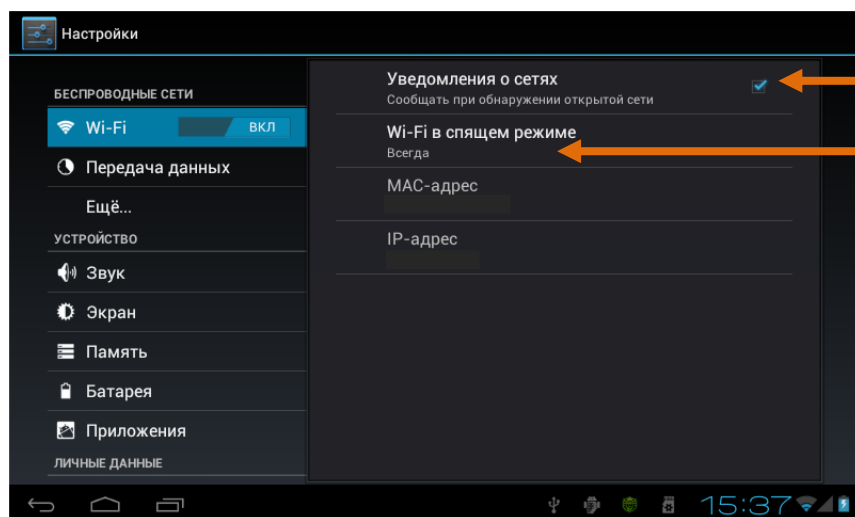 Настройки
БЕСПРОВОДНЫЕ СЕТИ
Wi-Fi ВКЛ
Передача данных
Ещё...
УСТРОЙСТВО
Звук
Экран
Память
Батарея
Приложения
ЛИЧНЫЕ ДАННЫЕ
Уведомления о сетях
Сообщать при обнаружении открытой сети
Wi-Fi в спящем режиме
Всегда
MAC-адрес
IP-адрес
15:37